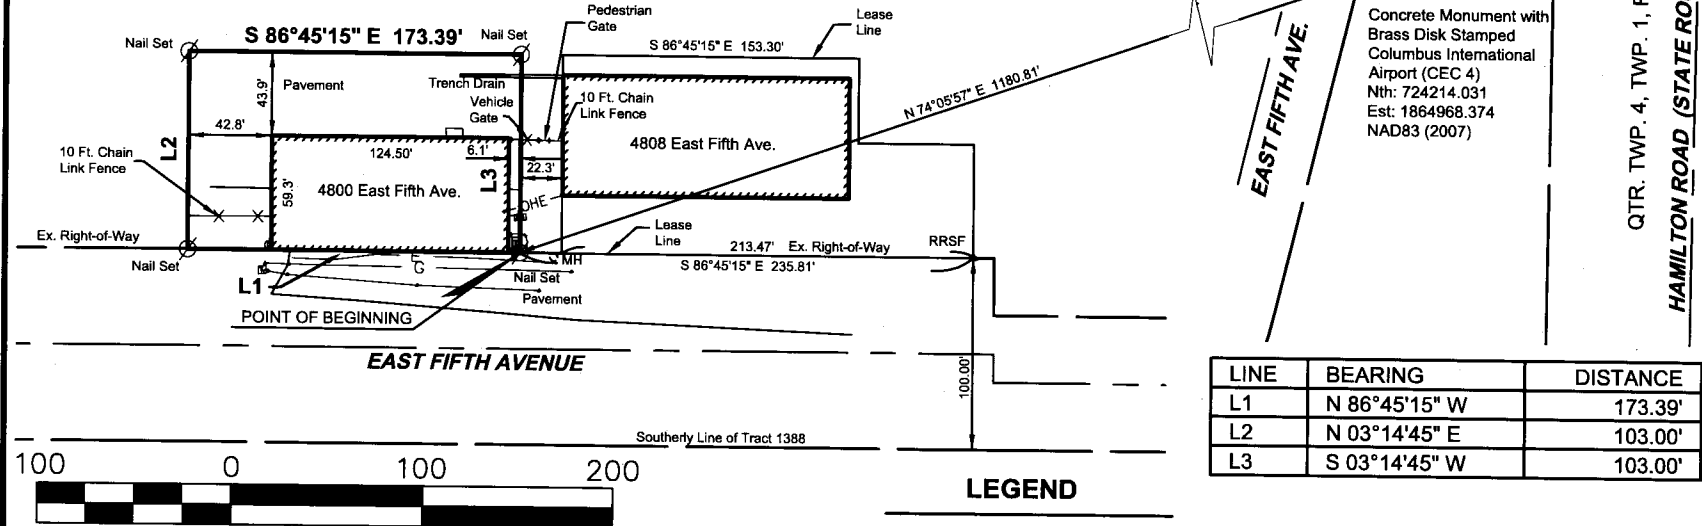 Pedestrian
Gate
Lease
Line
Nail Set
S 86°45'15" E 173.39'
Nail Set
S 86°45'15" E 153.30'
43.9'
Pavement
Trench Drain
Vehicle
Gate
10 Ft. Chain
Link Fence
N 74°05'57" E 1180.81'
L2
42.8'
10 Ft. Chain
Link Fence
124.50'
6.1'
22.3'
L3
4808 East Fifth Ave.
59.3'
4800 East Fifth Ave.
OHE
Ex. Right-of-Way
Lease
Line
213.47' Ex. Right-of-Way
RRSF
S 86°45'15" E 235.81'
Nail Set
E
G
MH
Nail Set
L1
Pavement
POINT OF BEGINNING
EAST FIFTH AVENUE
100.00'
Southerly Line of Tract 1388
100 0 100 200
LEGEND
EAST FIFTH AVE.
Concrete Monument with
Brass Disk Stamped
Columbus International
Airport (CEC 4)
Nth: 724214.031
Est: 1864968.374
NAD83 (2007)
QTR. TWP. 4, TWP. 1,
HAMILTON ROAD (STATE
LINE BEARING DISTANCE
L1 N 86°45'15" W 173.39'
L2 N 03°14'45" E 103.00'
L3 S 03°14'45" W 103.00'